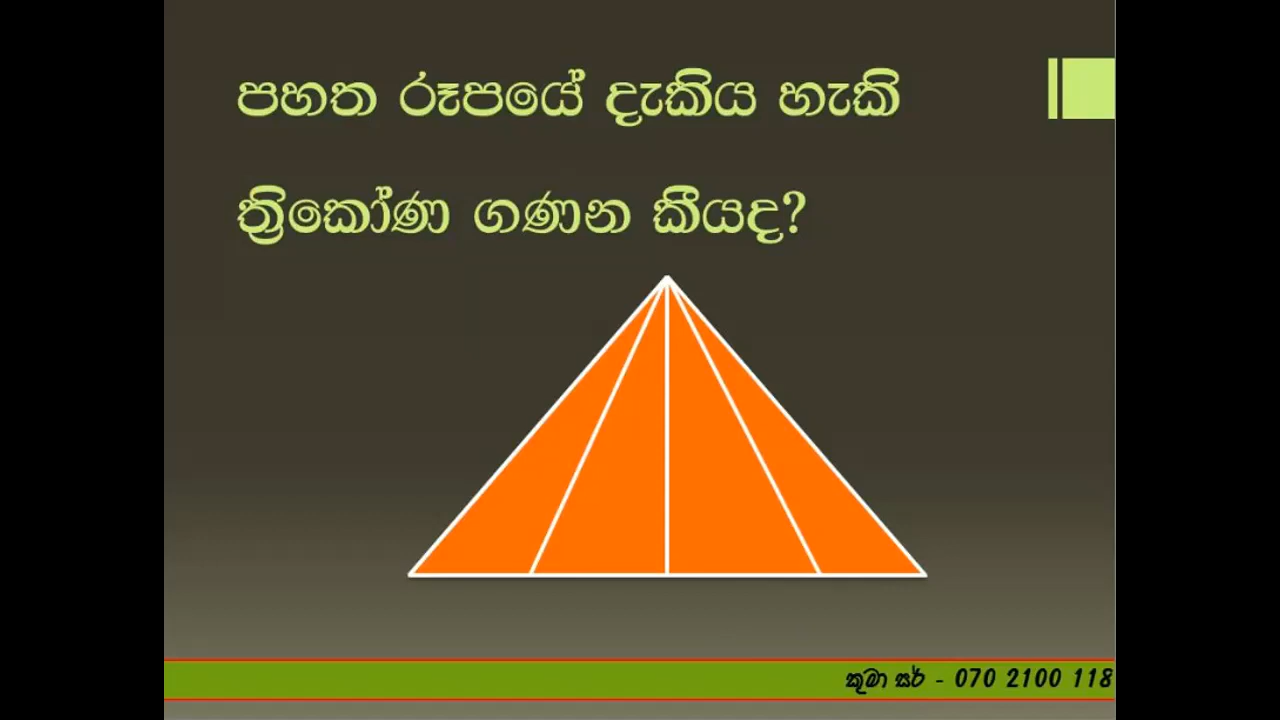 පහත රූපයේ දැකිය හැකි
ත්‍රිකෝණ ගණන කීයද?
කුමා සර් - 070 2100 118